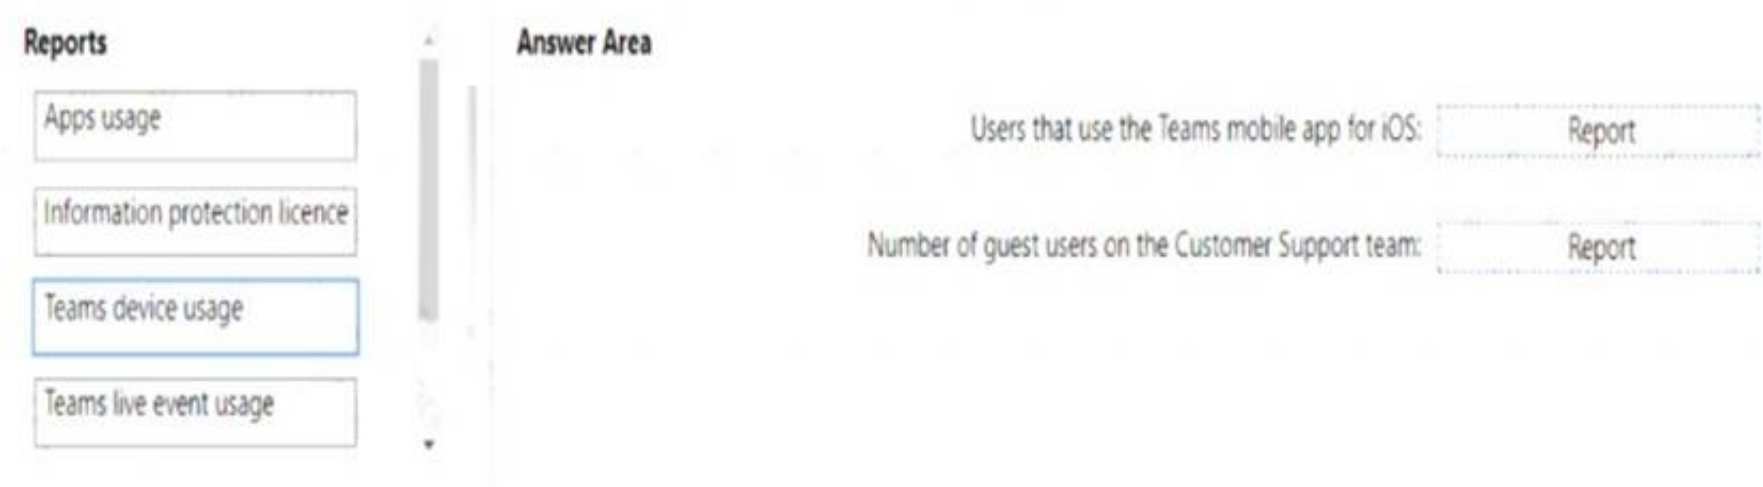 Reports
Apps usage
Information protection licence
Teams device usage
Teams live event usage
Answer Area
Users that use the Teams mobile app for iOS: Report
Number of guest users on the Customer Support team: Report